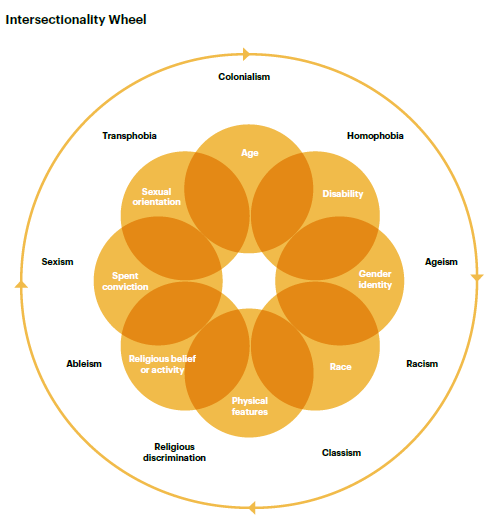 Intersectionality Wheel
Colonialism
Transphobia
Homophobia
Age
Sexual
orientation
Disability
Sexism
Ageism
Spent
conviction
Gender
identity
Ableism
Religious belief
or activity
Race
Racism
Physical
features
Religious
discrimination
Classism